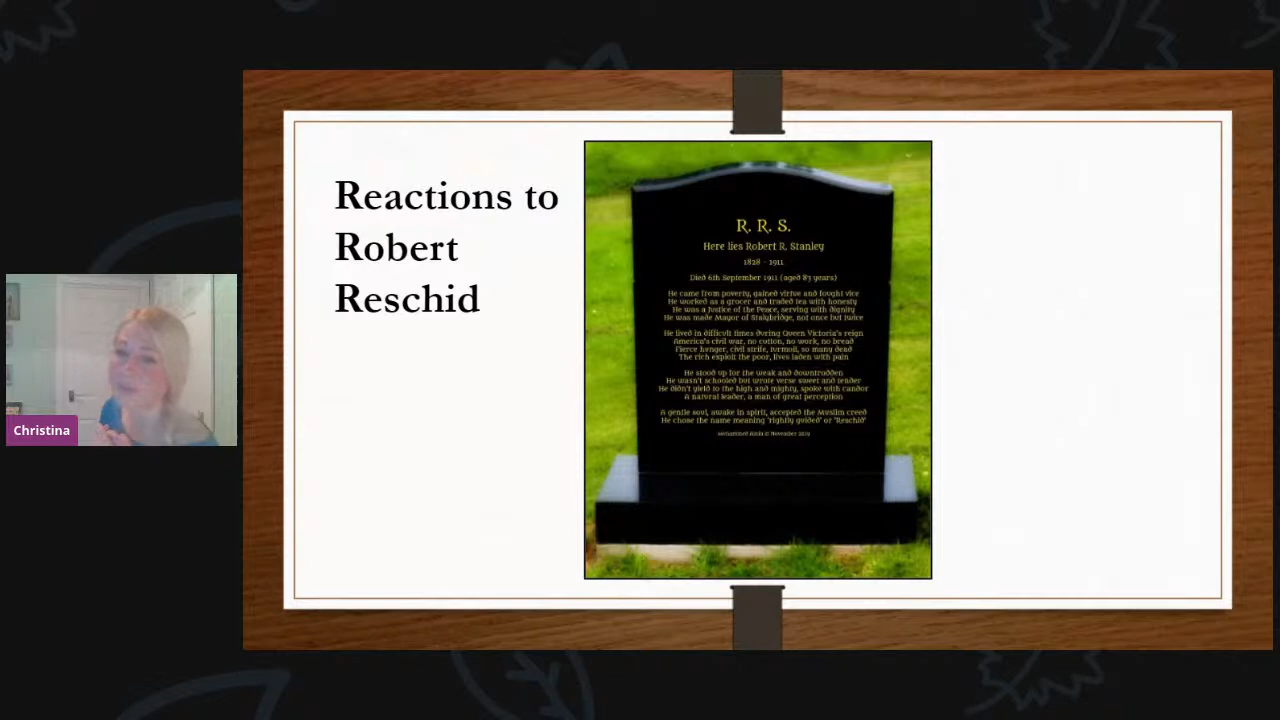 Reactions to
Robert
Reschid
R. R. S.
Here lies Robert R. Stanley
1828 - 1911
Died 6th September 1911 (aged 83 years)
He came from poverty, gained virtue and fought vice
He worked as a grocer and traded tea with honesty
He was a Justice of the Peace, serving with dignity
He was made Mayor of Stalybridge, not once but twice
He lived in difficult times during Queen Victoria's reign
America's civil war, no cotton, no work, no bread
Fierce hunger, civil strife, turmoil, so many dead
The rich exploit the poor, lives laden with pain
He stood up for the weak and downtrodden
He wasn't schooled but wrote verse sweet and tender
He didn't yield to the high and mighty, spoke with candor
A natural leader, a man of great perception
A gentle soul, awake in spirit, accepted the Muslim creed
He chose the name meaning 'rightly guided' or 'Reschid'
© November 2019
Christina